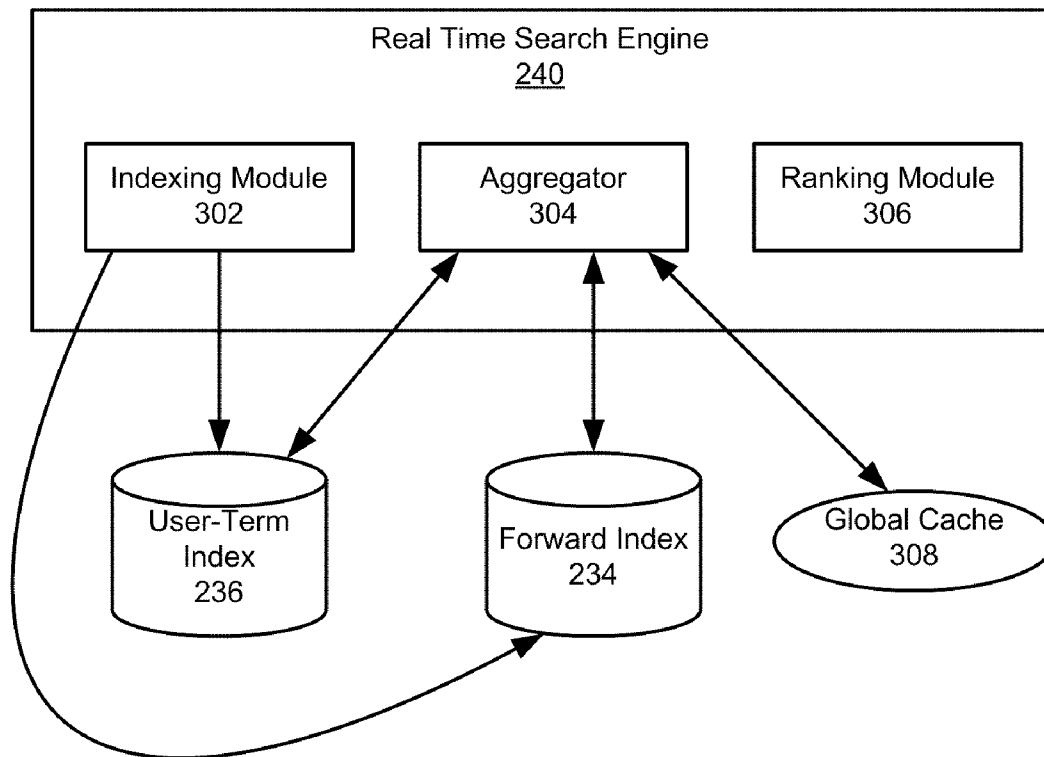 Real Time Search Engine
240
Indexing Module
302
Aggregator
304
Ranking Module
306
User-Term
Index
236
Forward Index
234
Global Cache
308